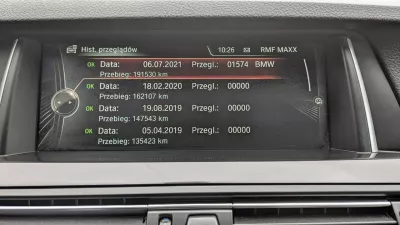 Hist. przeglądów 10:26 RMF MAXX
OK Data: 06.07.2021 Przegl.: 01574 BMW
Przebieg: 191530 km
OK Data: 18.02.2020 Przegl.: 00000
Przebieg: 162107 km
OK Data: 19.08.2019 Przegl.: 00000
Przebieg: 147543 km
OK Data: 05.04.2019 Przegl.: 00000
Przebieg: 135423 km